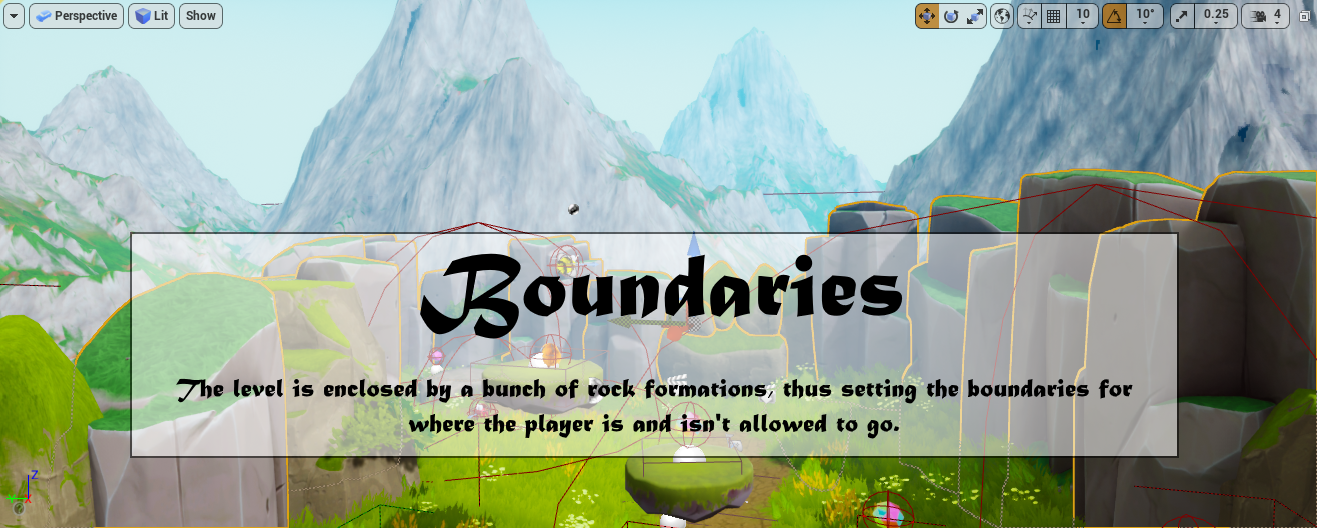 Perspective Lit Show 10 10° 0.25 4
Boundaries
The level is enclosed by a bunch of rock formations, thus setting the boundaries for
where the player is and isn't allowed to go.
Z